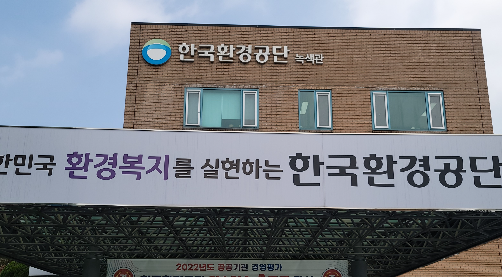 한국환경공단 녹색관
한민국 환경복지를 실현하는 한국환경공단
2022년도 공공기관 경영평가